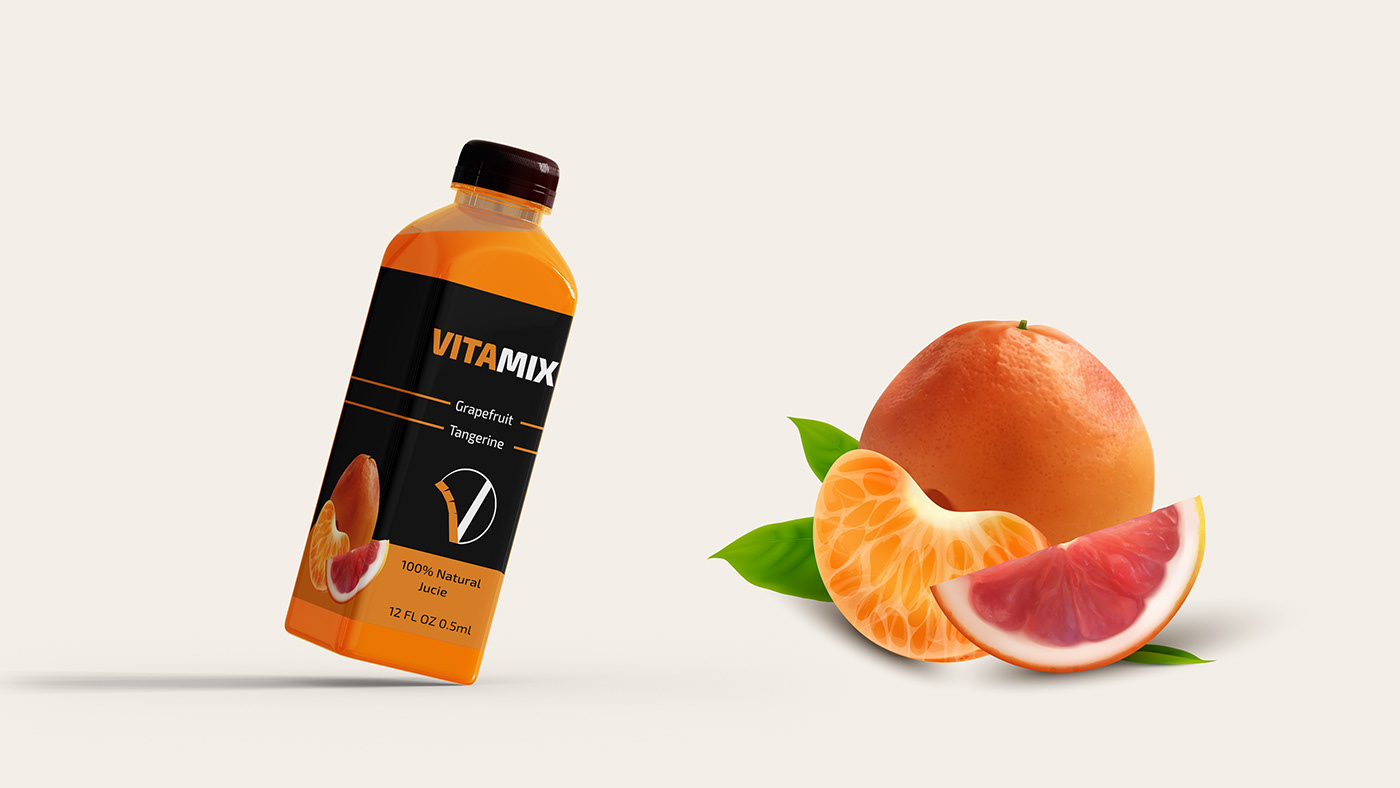 VITAMIX
Grapefruit
Tangerine
100% Natural
Jucie
12 FL OZ 0.5ml